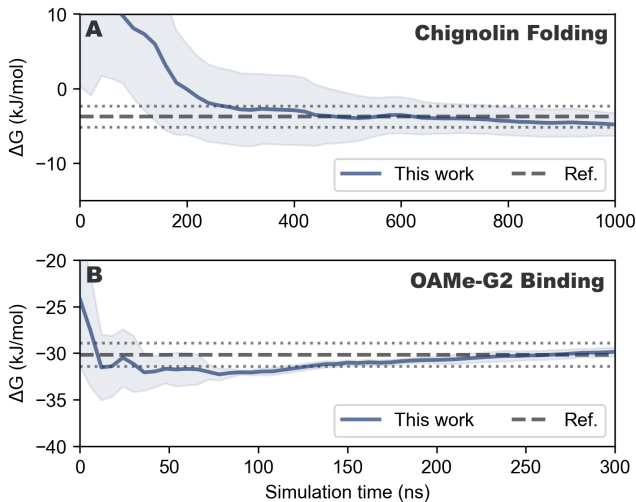 A
Chignolin Folding
10
0
−10
ΔG (kJ/mol)
This work
Ref.
0
200
400
600
800
1000
B
OAMe-G2 Binding
−20
−25
−30
−35
−40
ΔG (kJ/mol)
This work
Ref.
0
50
100
150
200
250
300
Simulation time (ns)